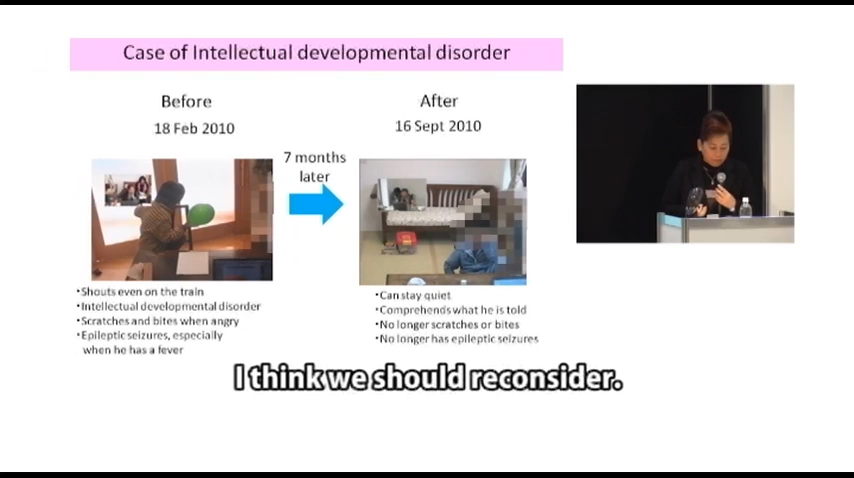 Case of Intellectual developmental disorder
Before
18 Feb 2010
7 months
later
After
16 Sept 2010
•Shouts even on the train
•Intellectual developmental disorder
•Scratches and bites when angry
•Epileptic seizures, especially
when he has a fever
•Can stay quiet
•Comprehends what he is told
•No longer scratches or bites
•No longer has epileptic seizures
I think we should reconsider.